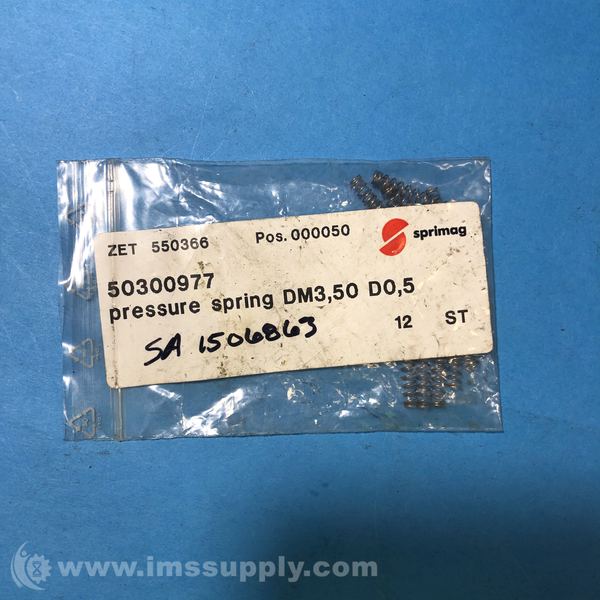 ZET 550366 Pos.000050 sprimag
50300977
pressure spring DM3,50 D0,5
SA 1506863 12 ST
www.imssupply.com